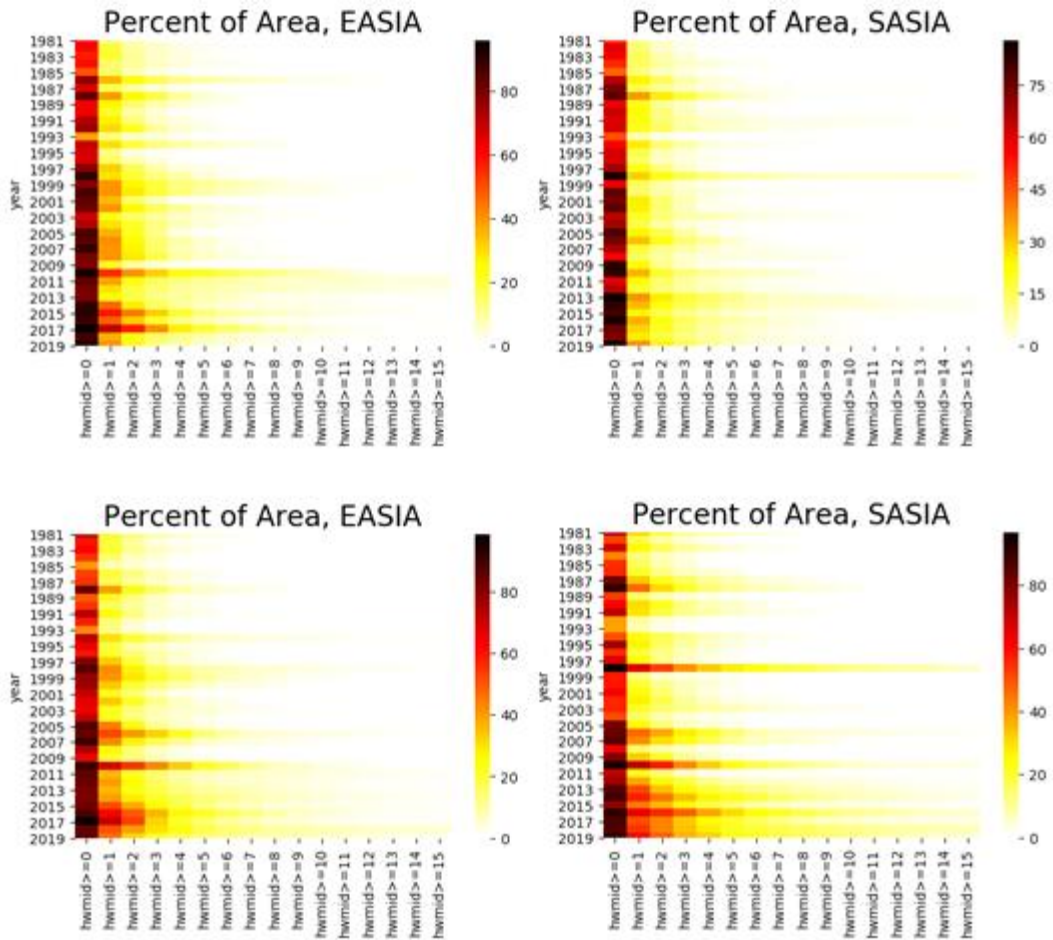 Percent of Area, EASIA
1981
1983
1985
1987
1989
1991
1993
1995
1997
1999
2001
2003
2005
2007
2009
2011
2013
2015
2017
2019
year
hwmid>=0
hwmid>=1
hwmid>=2
hwmid>=3
hwmid>=4
hwmid>=5
hwmid>=6
hwmid>=7
hwmid>=8
hwmid>=9
hwmid>=10
hwmid>=11
hwmid>=12
hwmid>=13
hwmid>=14
hwmid>=15
80
60
40
20
0
Percent of Area, SASIA
1981
1983
1985
1987
1989
1991
1993
1995
1997
1999
2001
2003
2005
2007
2009
2011
2013
2015
2017
2019
year
hwmid>=0
hwmid>=1
hwmid>=2
hwmid>=3
hwmid>=4
hwmid>=5
hwmid>=6
hwmid>=7
hwmid>=8
hwmid>=9
hwmid>=10
hwmid>=11
hwmid>=12
hwmid>=13
hwmid>=14
hwmid>=15
75
60
45
30
15
0
Percent of Area, EASIA
1981
1983
1985
1987
1989
1991
1993
1995
1997
1999
2001
2003
2005
2007
2009
2011
2013
2015
2017
2019
year
hwmid>=0
hwmid>=1
hwmid>=2
hwmid>=3
hwmid>=4
hwmid>=5
hwmid>=6
hwmid>=7
hwmid>=8
hwmid>=9
hwmid>=10
hwmid>=11
hwmid>=12
hwmid>=13
hwmid>=14
hwmid>=15
80
60
40
20
0
Percent of Area, SASIA
1981
1983
1985
1987
1989
1991
1993
1995
1997
1999
2001
2003
2005
2007
2009
2011
2013
2015
2017
2019
year
hwmid>=0
hwmid>=1
hwmid>=2
hwmid>=3
hwmid>=4
hwmid>=5
hwmid>=6
hwmid>=7
hwmid>=8
hwmid>=9
hwmid>=10
hwmid>=11
hwmid>=12
hwmid>=13
hwmid>=14
hwmid>=15
80
60
40
20
0